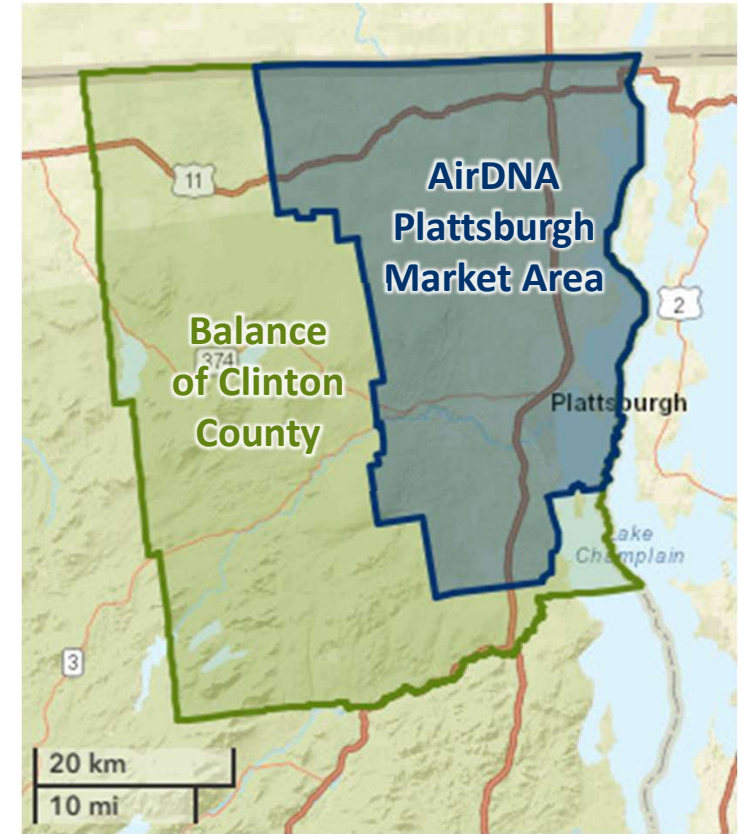 11
AirDNA
Plattsburgh
Market Area
2
Balance
374
of Clinton
County
Plattsburgh
Lake
Champlain
3
20 km
10 mi